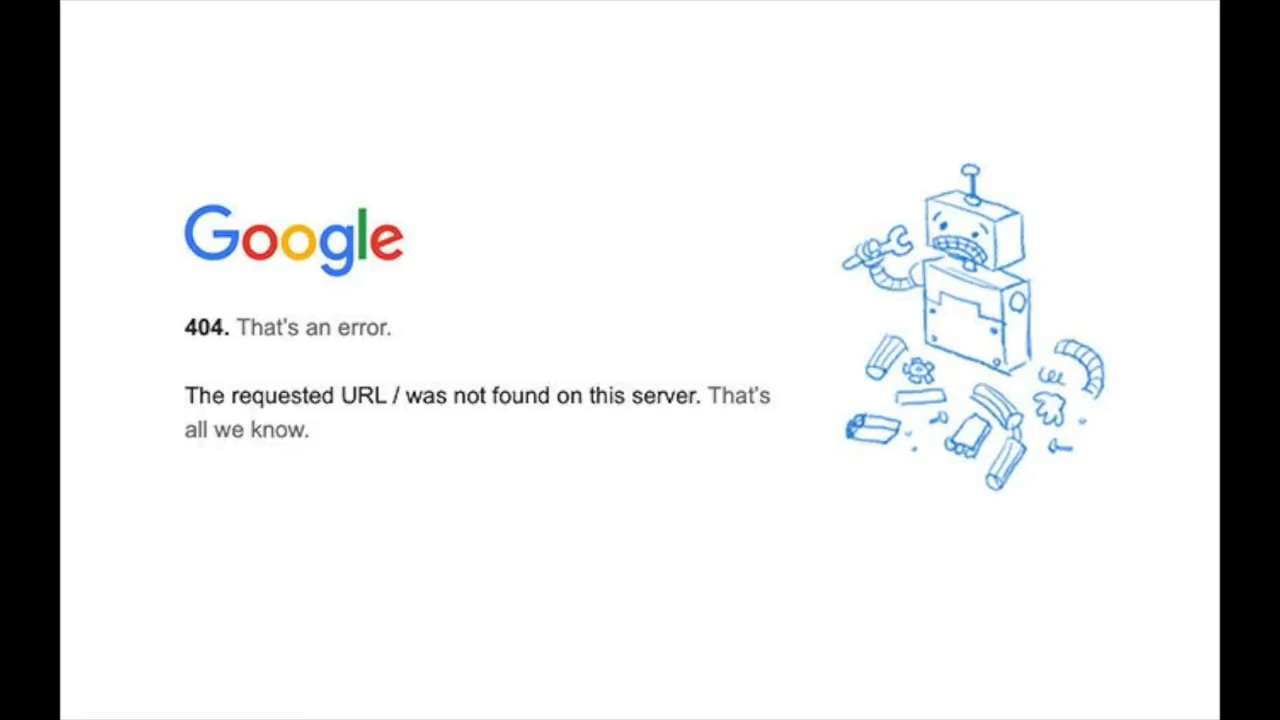 Google
404. That's an error.
The requested URL / was not found on this server. That's
all we know.